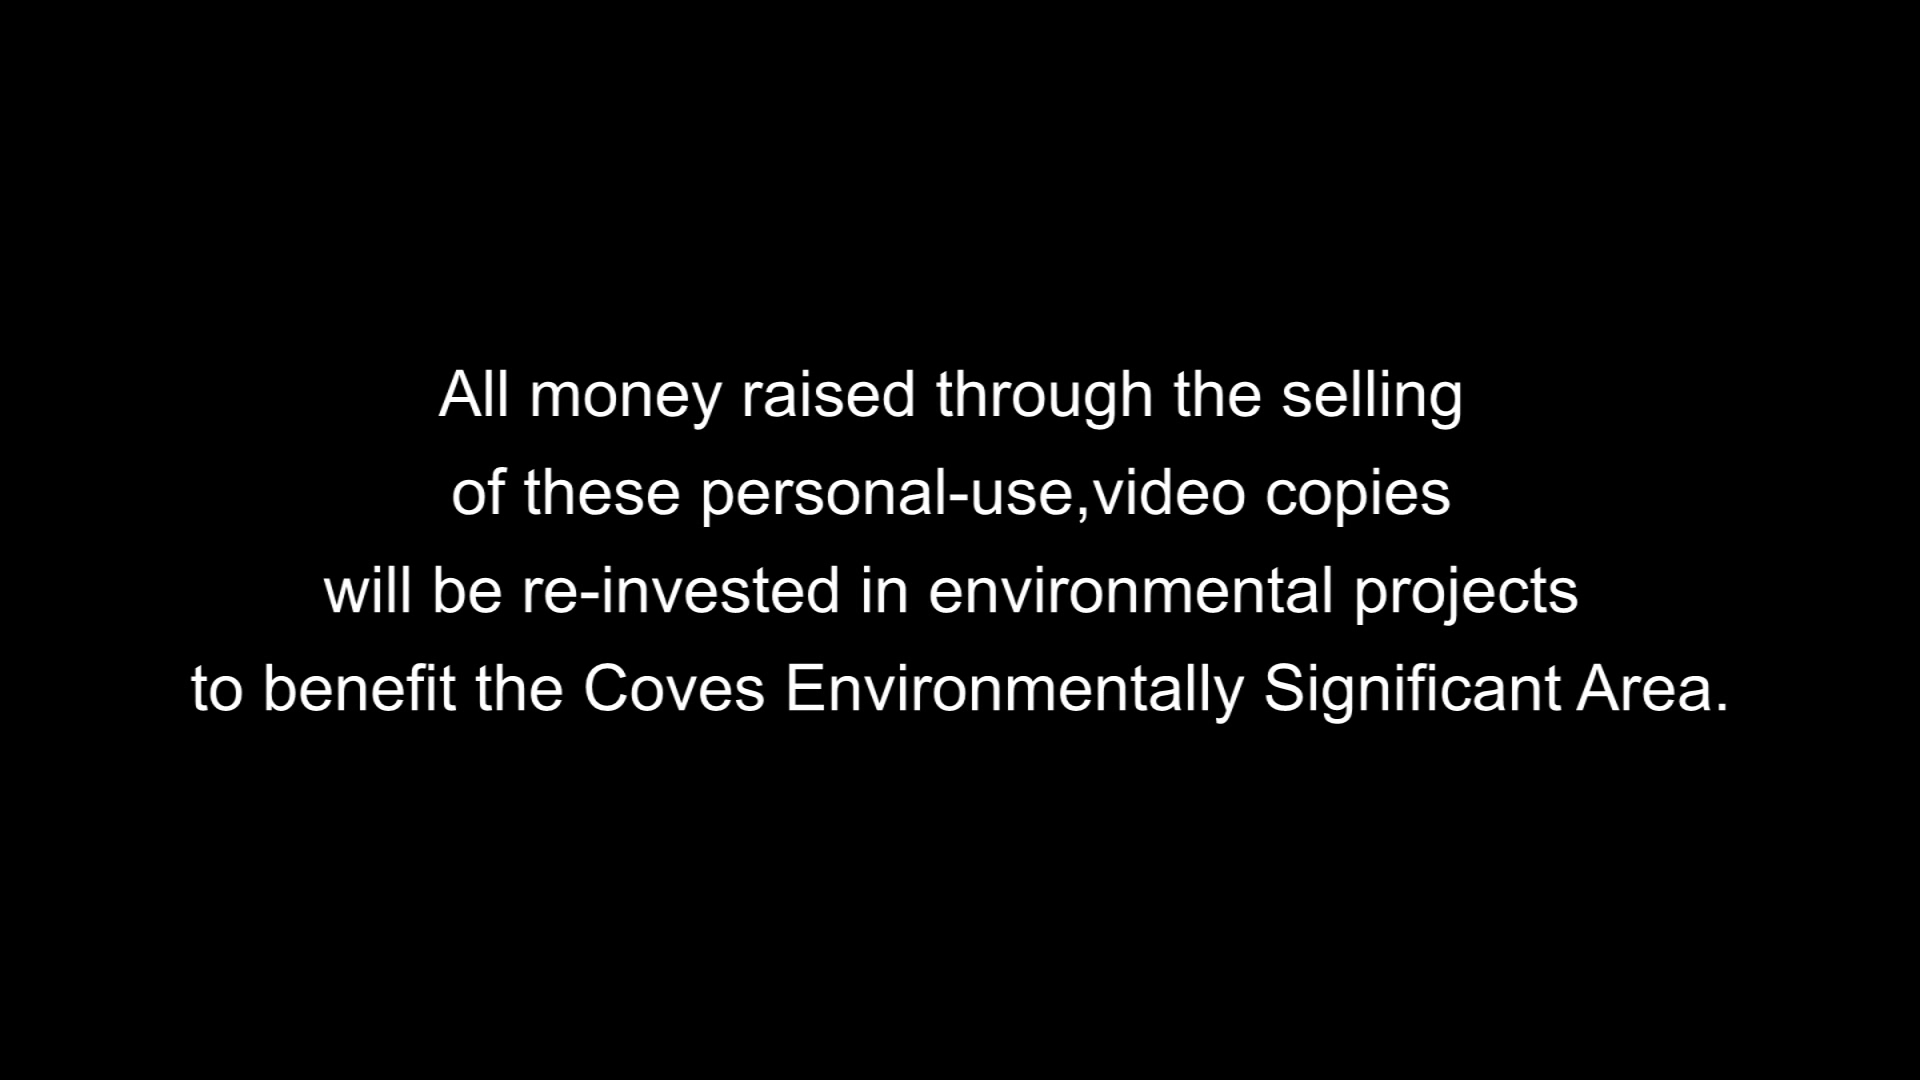 All money raised through the selling
of these personal-use,video copies
will be re-invested in environmental projects
to benefit the Coves Environmentally Significant Area.